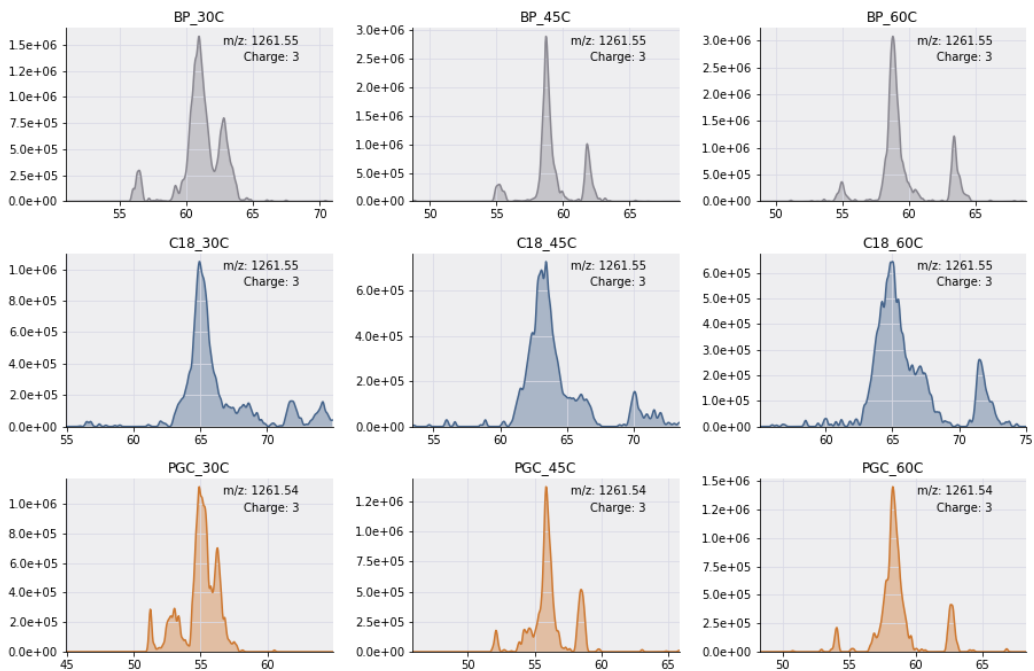 BP_30C
1.5e+06
1.2e+06
1.0e+06
7.5e+05
5.0e+05
2.5e+05
0.0e+00
m/z: 1261.55
Charge: 3
55
60
65
70
BP_45C
3.0e+06
2.5e+06
2.0e+06
1.5e+06
1.0e+06
5.0e+05
0.0e+00
m/z: 1261.55
Charge: 3
50
55
60
65
BP_60C
3.0e+06
2.5e+06
2.0e+06
1.5e+06
1.0e+06
5.0e+05
0.0e+00
m/z: 1261.55
Charge: 3
50
55
60
65
C18_30C
1.0e+06
8.0e+05
6.0e+05
4.0e+05
2.0e+05
0.0e+00
m/z: 1261.55
Charge: 3
55
60
65
70
C18_45C
6.0e+05
4.0e+05
2.0e+05
0.0e+00
m/z: 1261.55
Charge: 3
55
60
65
70
C18_60C
6.0e+05
5.0e+05
4.0e+05
3.0e+05
2.0e+05
1.0e+05
0.0e+00
m/z: 1261.55
Charge: 3
60
65
70
75
PGC_30C
1.0e+06
8.0e+05
6.0e+05
4.0e+05
2.0e+05
0.0e+00
m/z: 1261.54
Charge: 3
45
50
55
60
PGC_45C
1.2e+06
1.0e+06
7.5e+05
5.0e+05
2.5e+05
0.0e+00
m/z: 1261.54
Charge: 3
50
55
60
65
PGC_60C
1.5e+06
1.2e+06
1.0e+06
7.5e+05
5.0e+05
2.5e+05
0.0e+00
m/z: 1261.54
Charge: 3
50
55
60
65